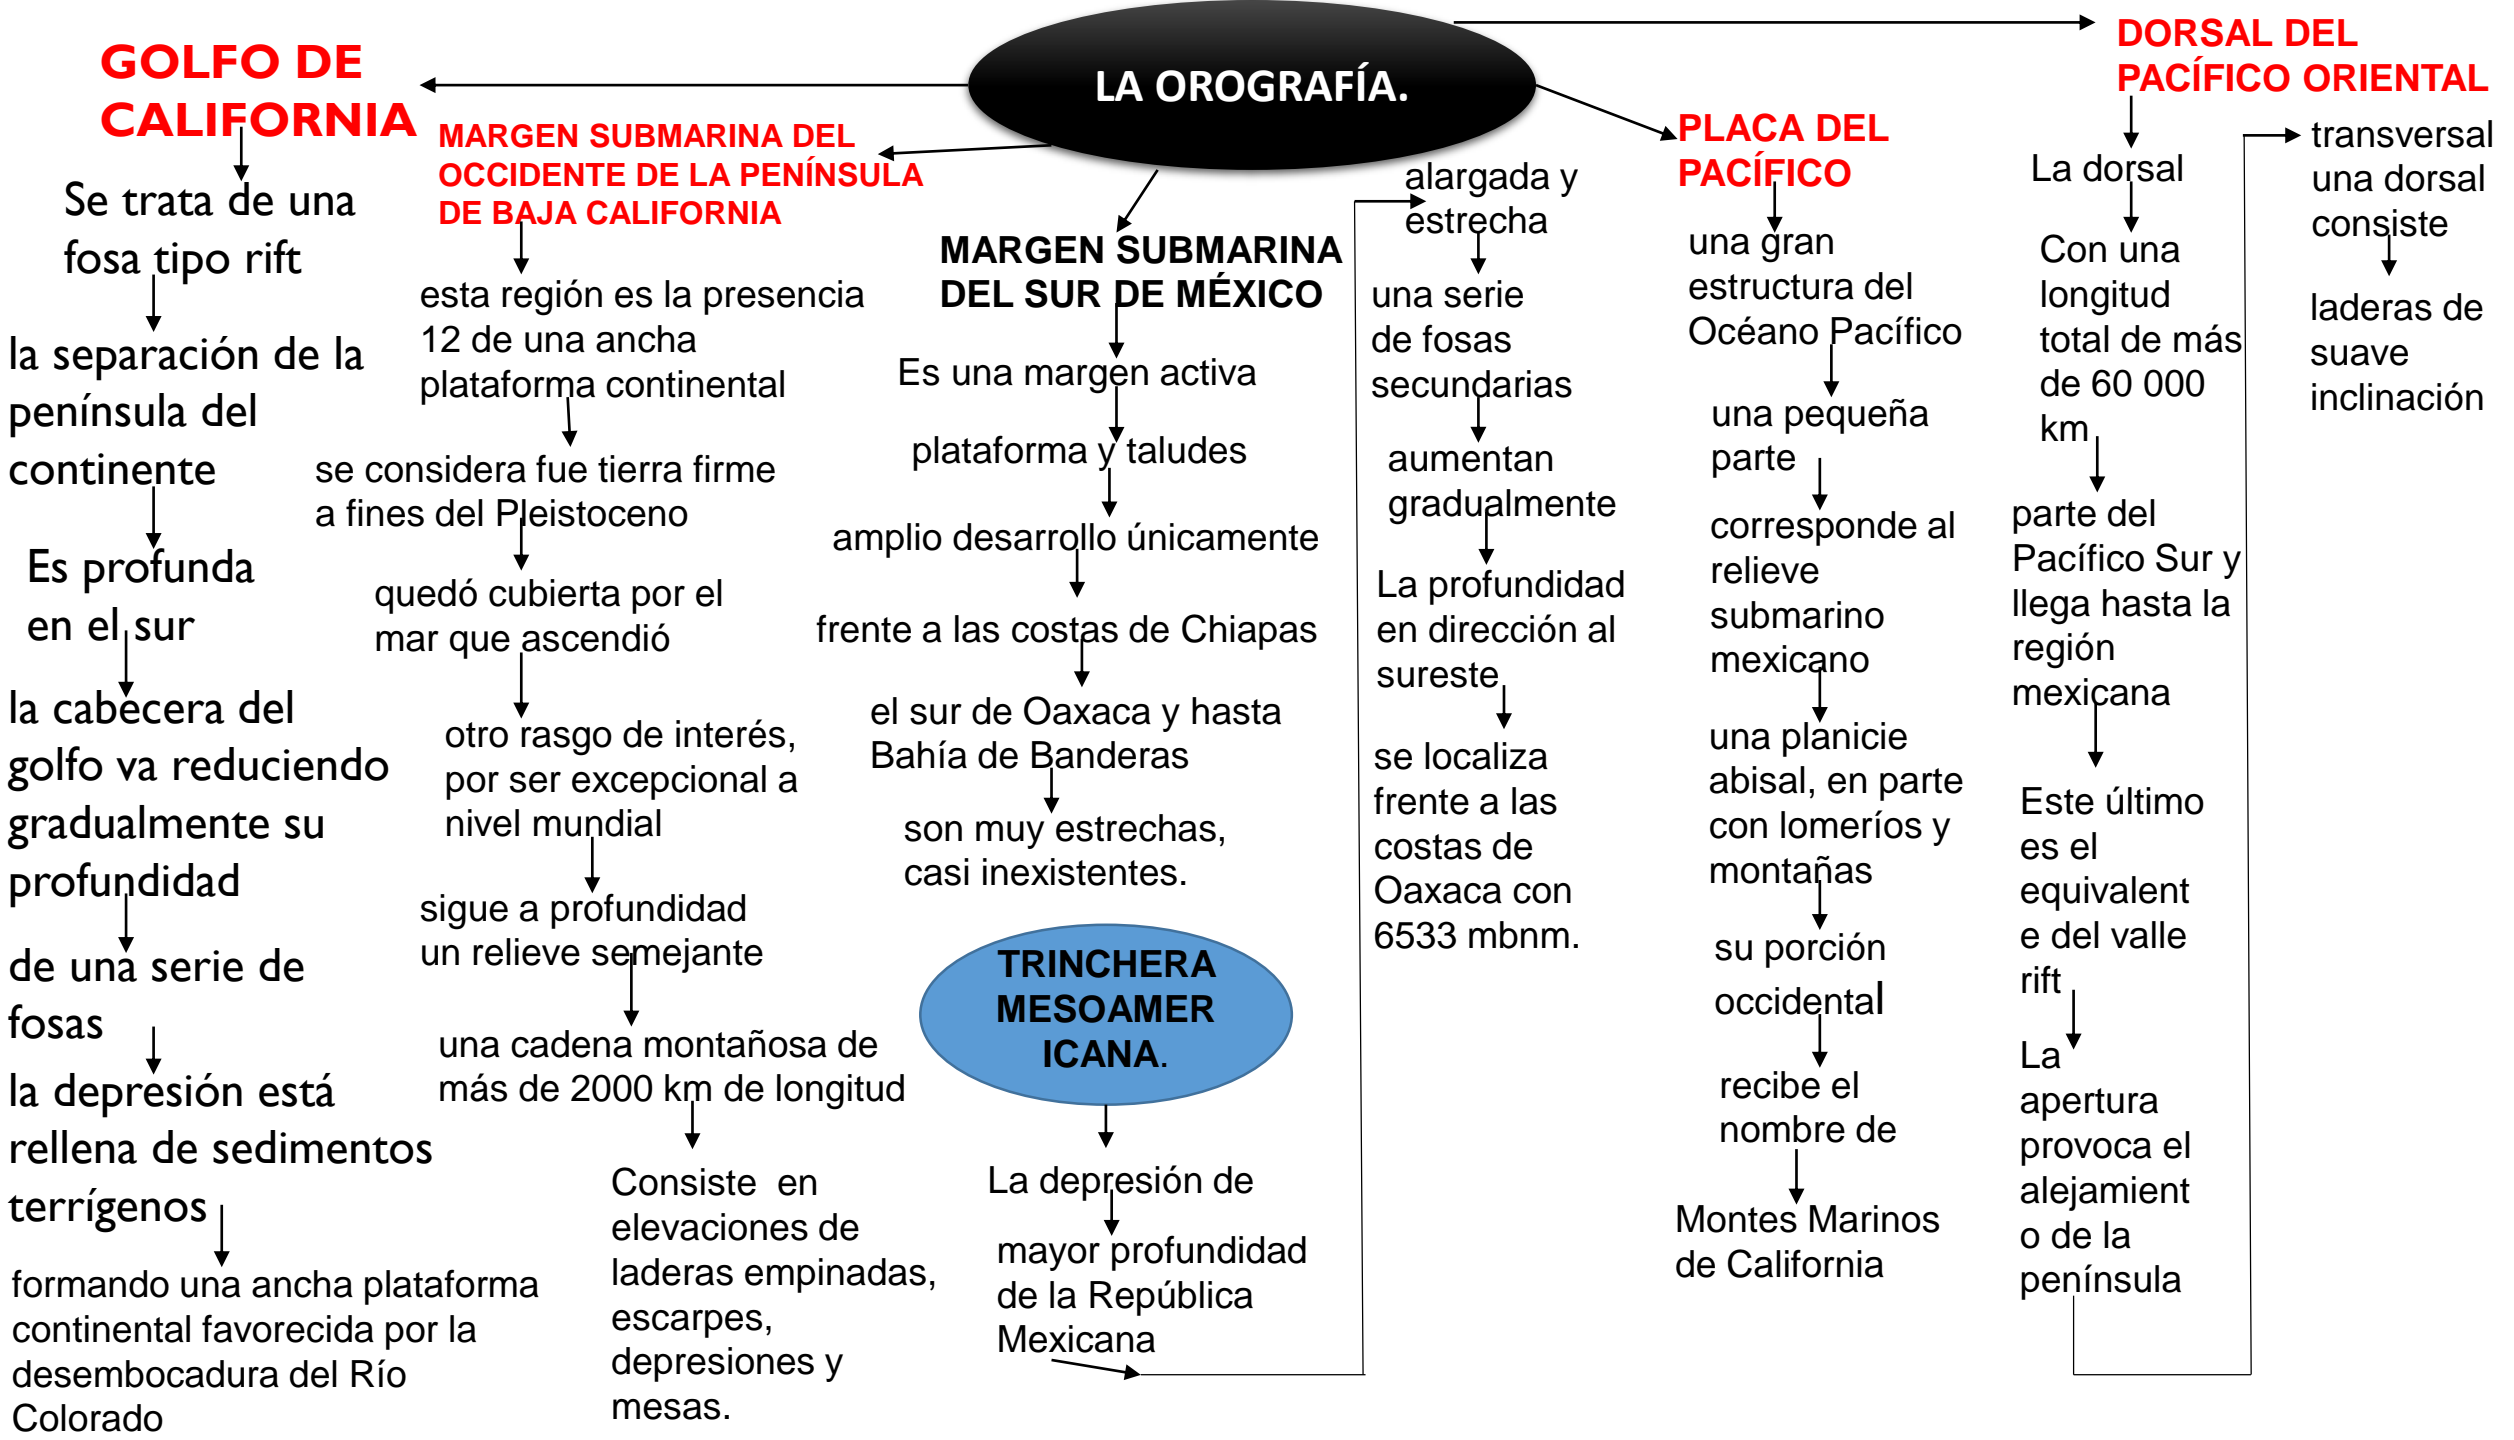 LA OROGRAFÍA.
GOLFO DE
CALIFORNIA
Se trata de una
fosa tipo rift
la separación de la
península del
continente
Es profunda
en el sur
la cabecera del
golfo va reduciendo
gradualmente su
profundidad
de una serie de
fosas
la depresión está
rellena de sedimentos
terrígenos
formando una ancha plataforma
continental favorecida por la
desembocadura del Río
Colorado
MARGEN SUBMARINA DEL
OCCIDENTE DE LA PENÍNSULA
DE BAJA CALIFORNIA
esta región es la presencia
12 de una ancha
plataforma continental
se considera fue tierra firme
a fines del Pleistoceno
quedó cubierta por el
mar que ascendió
otro rasgo de interés,
por ser excepcional a
nivel mundial
sigue a profundidad
un relieve semejante
una cadena montañosa de
más de 2000 km de longitud
Consiste en
elevaciones de
laderas empinadas,
escarpes,
depresiones y
mesas.
MARGEN SUBMARINA
DEL SUR DE MÉXICO
Es una margen activa
plataforma y taludes
amplio desarrollo únicamente
frente a las costas de Chiapas
el sur de Oaxaca y hasta
Bahía de Banderas
son muy estrechas,
casi inexistentes.
TRINCHERA
MESOAMER
ICANA.
La depresión de
mayor profundidad
de la República
Mexicana
alargada y
estrecha
una serie
de fosas
secundarias
aumentan
gradualmente
La profundidad
en dirección al
sureste
se localiza
frente a las
costas de
Oaxaca con
6533 mbnm.
PLACA DEL
PACÍFICO
una gran
estructura del
Océano Pacífico
una pequeña
parte
corresponde al
relieve
submarino
mexicano
una planicie
abisal, en parte
con lomeríos y
montañas
su porción
occidental
recibe el
nombre de
Montes Marinos
de California
DORSAL DEL
PACÍFICO ORIENTAL
La dorsal
Con una
longitud
total de más
de 60 000
km
parte del
Pacífico Sur y
llega hasta la
región
mexicana
Este último
es el
equivalent
e del valle
rift
La
apertura
provoca el
alejamient
o de la
península
transversal
una dorsal
consiste
laderas de
suave
inclinación